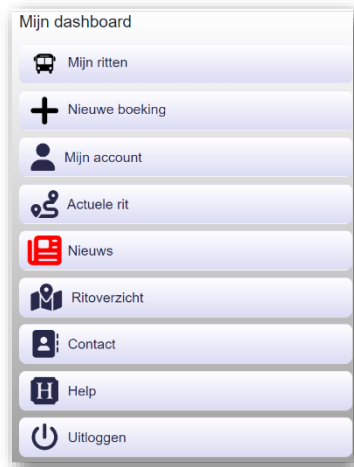 Mijn dashboard
Mijn ritten
Nieuwe boeking
Mijn account
Actuele rit
Nieuws
Ritoverzicht
Contact
H Help
Uitloggen